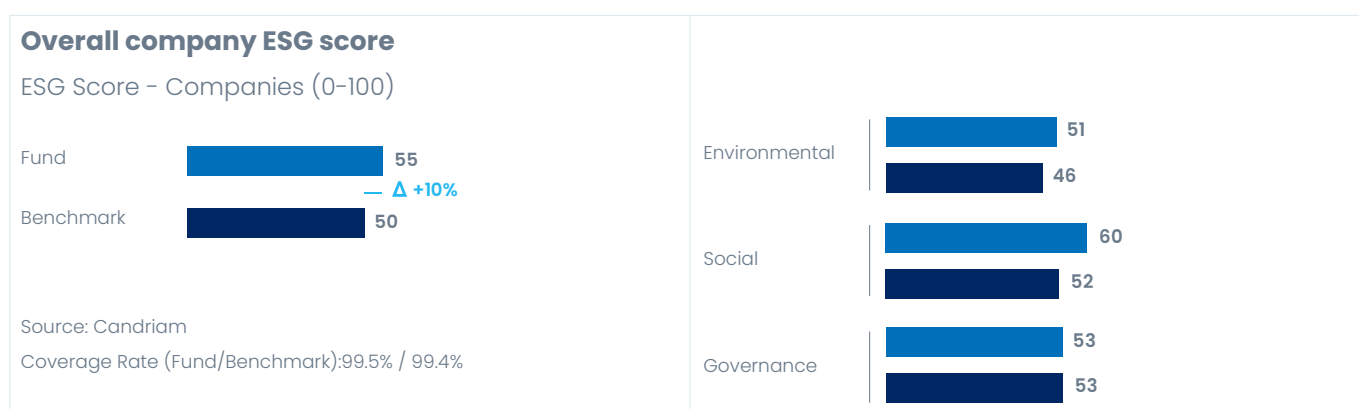 Overall company ESG score
ESG Score - Companies (0-100)
Fund
55
Δ +10%
Benchmark
50
Source: Candriam
Coverage Rate (Fund/Benchmark):99.5% / 99.4%
Environmental
51
46
Social
60
52
Governance
53
53